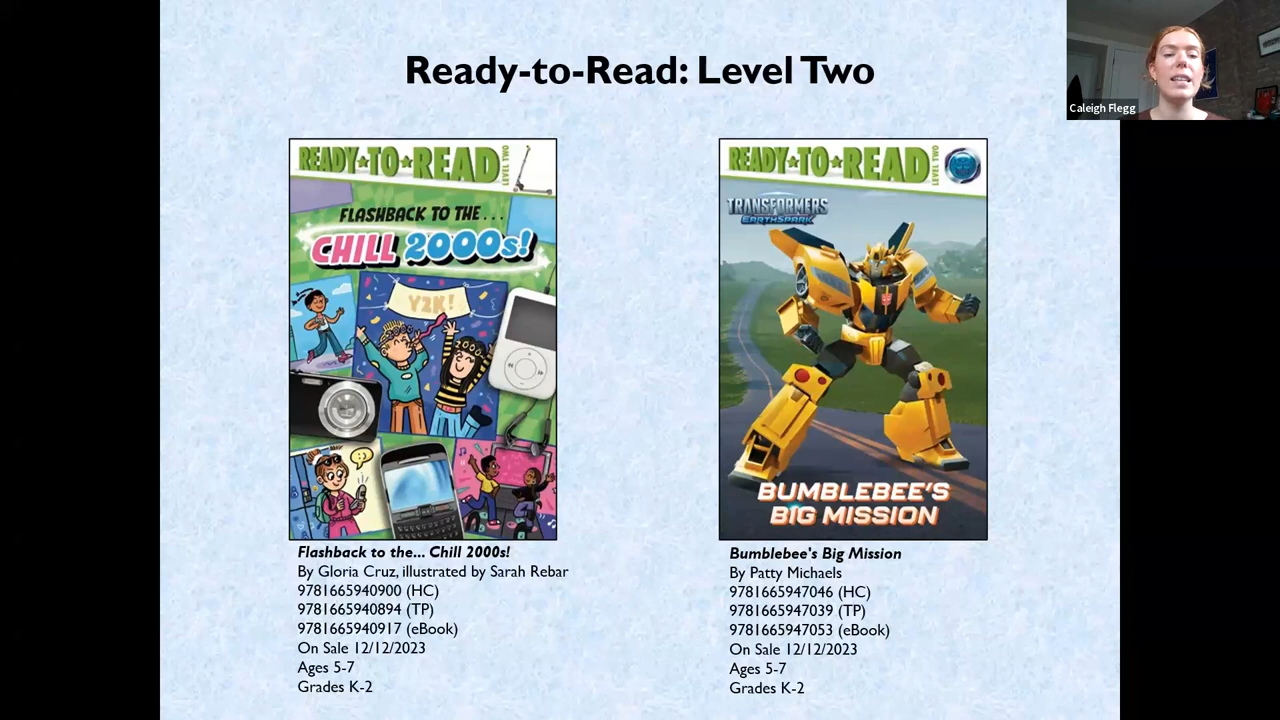 Ready-to-Read: Level Two
Caleigh Flegg
READY★TO★READ
LEVEL TWO
FLASHBACK TO THE...
CHILL 2000s!
Y2K!
READY★TO★READ
LEVEL TWO
TRANSFORMERS
EARTHSPARK
BUMBLEBEE'S
BIG MISSION
Flashback to the... Chill 2000s!
By Gloria Cruz, illustrated by Sarah Rebar
9781665940900 (HC)
9781665940894 (TP)
9781665940917 (eBook)
On Sale 12/12/2023
Ages 5-7
Grades K-2
Bumblebee's Big Mission
By Patty Michaels
9781665947046 (HC)
9781665947039 (TP)
9781665947053 (eBook)
On Sale 12/12/2023
Ages 5-7
Grades K-2